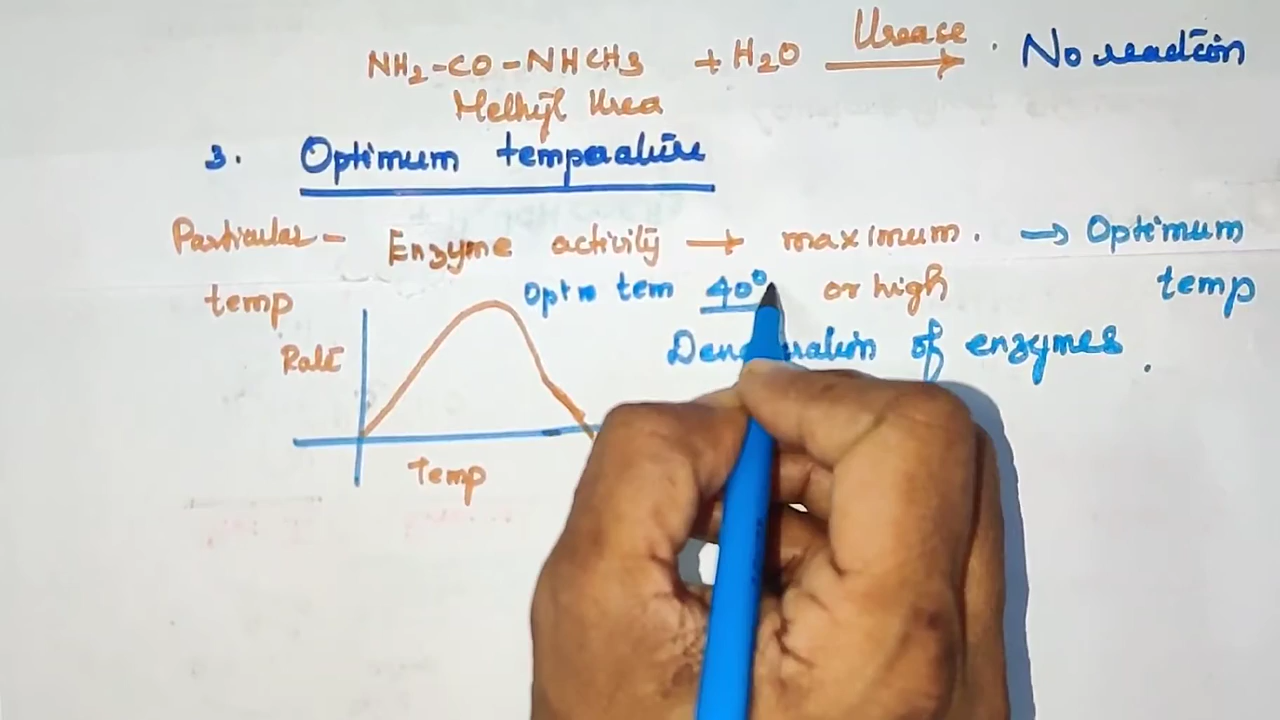 NH2-CO-NHCH3 + H2O Urease → No reaction
Methyl Urea
3. Optimum temperature
Particular - Enzyme activity → maximum. → Optimum
temp or high temp
Optm tem 40°
Rate
of enzymes.
Temp